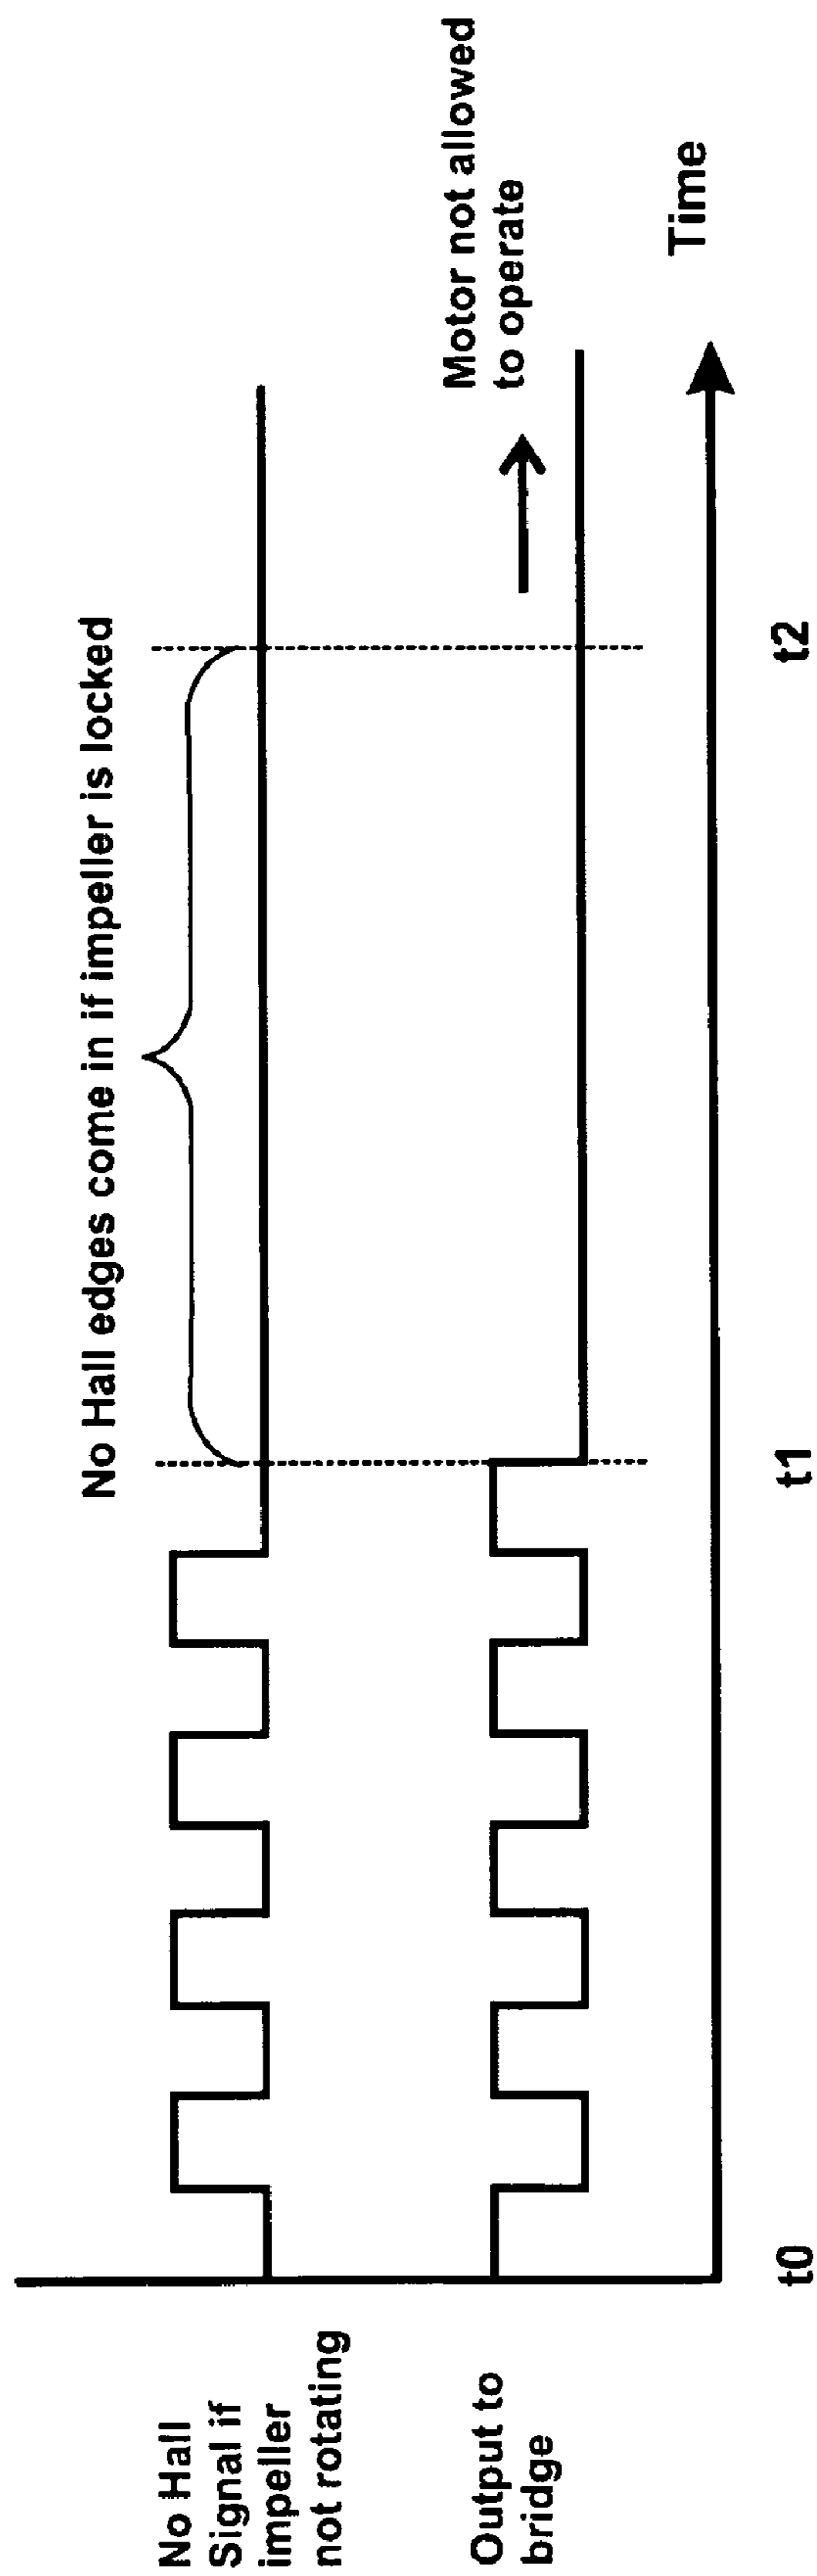 No Hall edges come in if impeller is locked
No Hall
Signal if
impeller
not rotating
Output to
bridge
Motor not allowed
to operate
Time
t0
t1
t2